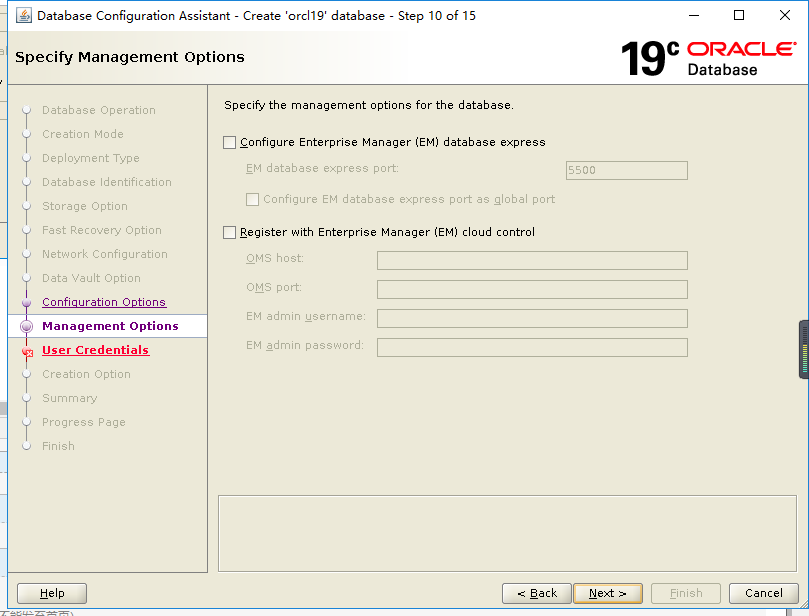 Database Configuration Assistant - Create 'orcl19' database - Step 10 of 15
Specify Management Options
19c ORACLE
Database
Database Operation
Creation Mode
Deployment Type
Database Identification
Storage Option
Fast Recovery Option
Network Configuration
Data Vault Option
Configuration Options
Management Options
User Credentials
Creation Option
Summary
Progress Page
Finish
Specify the management options for the database.
Configure Enterprise Manager (EM) database express
EM database express port: 5500
Configure EM database express port as global port
Register with Enterprise Manager (EM) cloud control
OMS host:
OMS port:
EM admin username:
EM admin password:
Help
< Back
Next >
Finish
Cancel